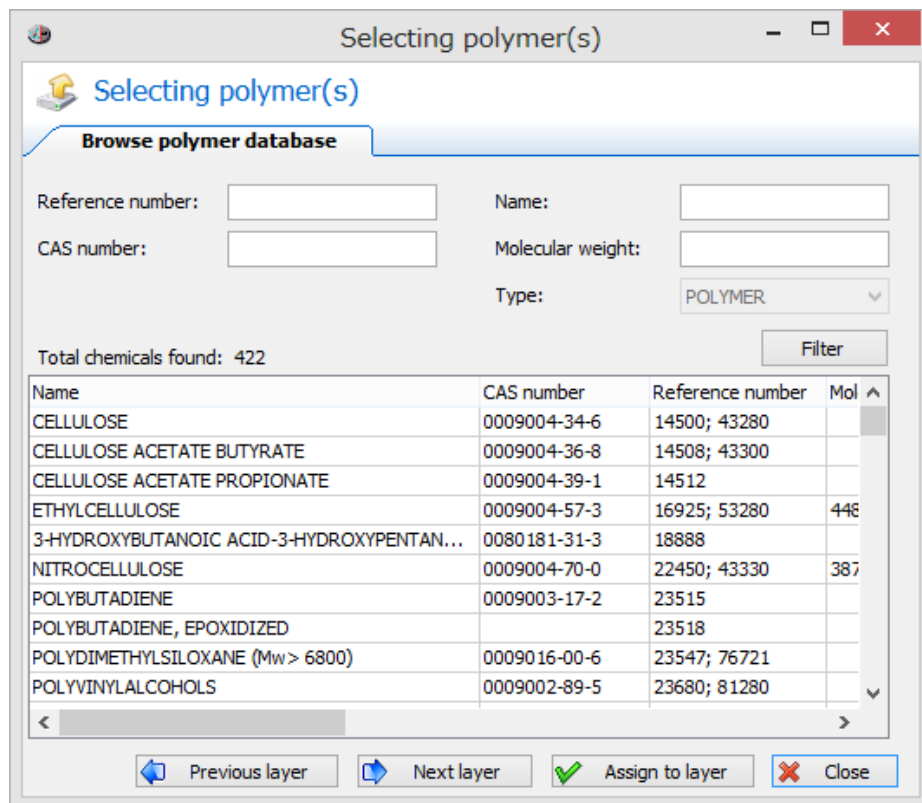 Selecting polymer(s)
Selecting polymer(s)
Browse polymer database
Reference number: Name:
CAS number: Molecular weight:
Type: POLYMER
Filter
Total chemicals found: 422
Name CAS number Reference number Mol
CELLULOSE 0009004-34-6 14500; 43280
CELLULOSE ACETATE BUTYRATE 0009004-36-8 14508; 43300
CELLULOSE ACETATE PROPIONATE 0009004-39-1 14512
ETHYLCELLULOSE 0009004-57-3 16925; 53280 448
3-HYDROXYBUTANOIC ACID-3-HYDROXYPENTAN... 0080181-31-3 18888
NITROCELLULOSE 0009004-70-0 22450; 43330 387
POLYBUTADIENE 0009003-17-2 23515
POLYBUTADIENE, EPOXIDIZED 23518
POLYDIMETHYLSILOXANE (Mw> 6800) 0009016-00-6 23547; 76721
POLYVINYLALCOHOLS 0009002-89-5 23680; 81280
Previous layer Next layer Assign to layer Close